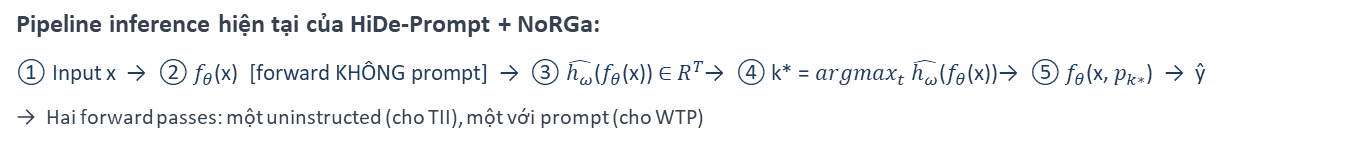 Pipeline inference hiện tại của HiDe-Prompt + NoRGa:
① Input x → ② 𝑓𝜃(x) [forward KHÔNG prompt] → ③ ℎ̂𝜔(𝑓𝜃(x)) ∈ 𝑅ᵀ→ ④ k* = 𝑎𝑟𝑔𝑚𝑎𝑥ₜ ℎ̂𝜔(𝑓𝜃(x))→ ⑤ 𝑓𝜃(x, 𝑝ₖ∗) → ŷ
→ Hai forward passes: một uninstructed (cho TII), một với prompt (cho WTP)